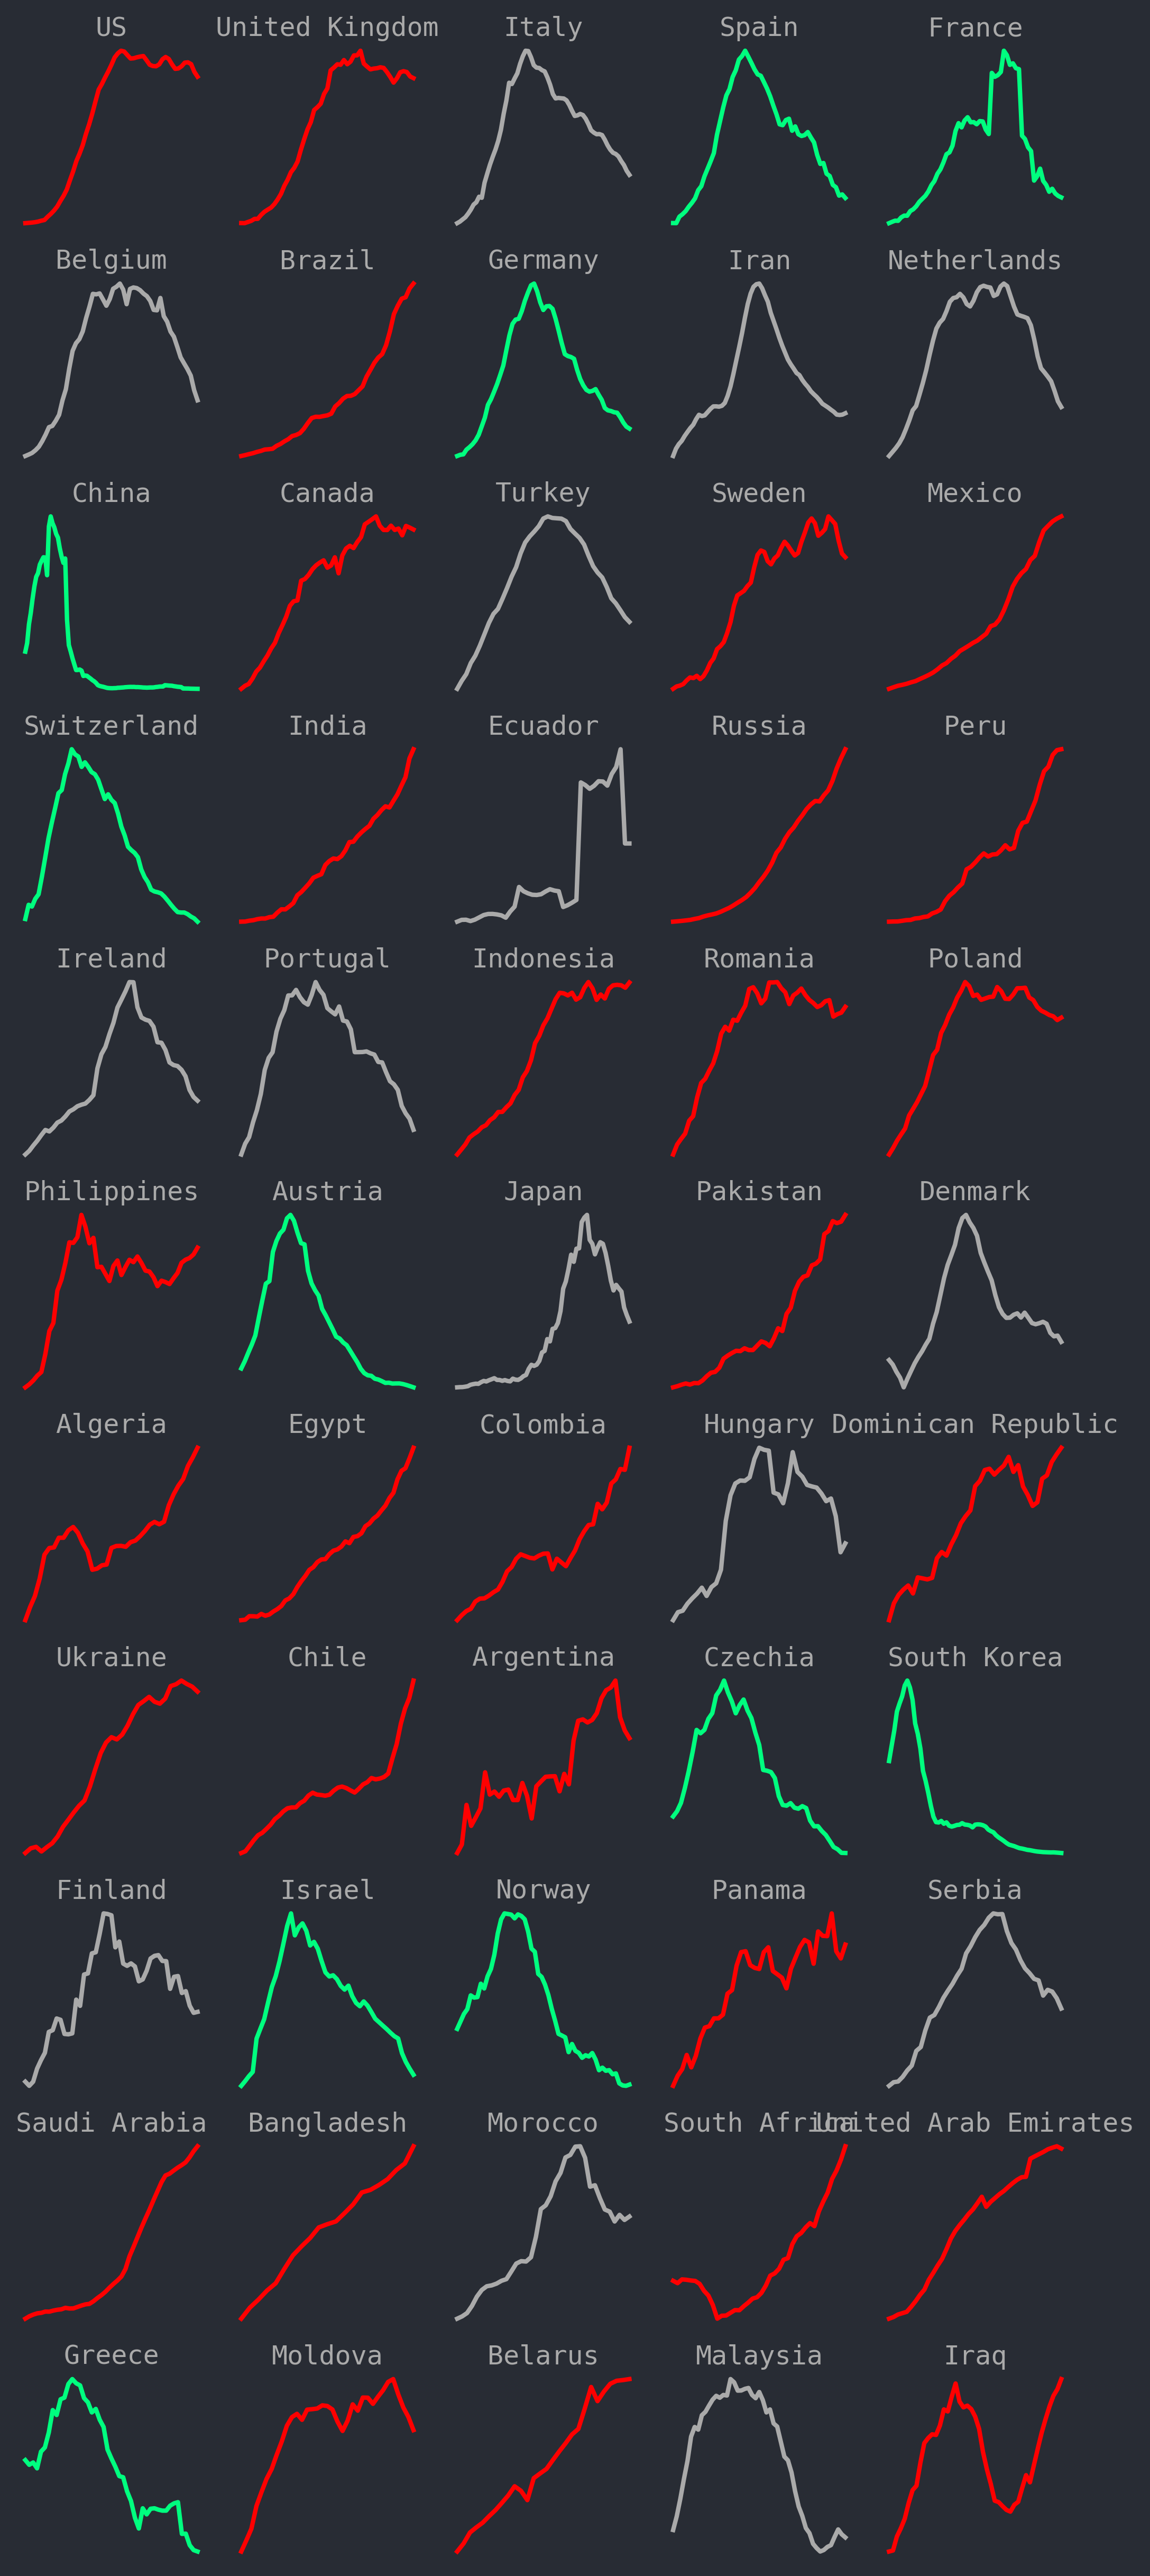 US
United Kingdom
Italy
Spain
France
Belgium
Brazil
Germany
Iran
Netherlands
China
Canada
Turkey
Sweden
Mexico
Switzerland
India
Ecuador
Russia
Peru
Ireland
Portugal
Indonesia
Romania
Poland
Philippines
Austria
Japan
Pakistan
Denmark
Algeria
Egypt
Colombia
Hungary
Dominican Republic
Ukraine
Chile
Argentina
Czechia
South Korea
Finland
Israel
Norway
Panama
Serbia
Saudi Arabia
Bangladesh
Morocco
South Africa
United Arab Emirates
Greece
Moldova
Belarus
Malaysia
Iraq